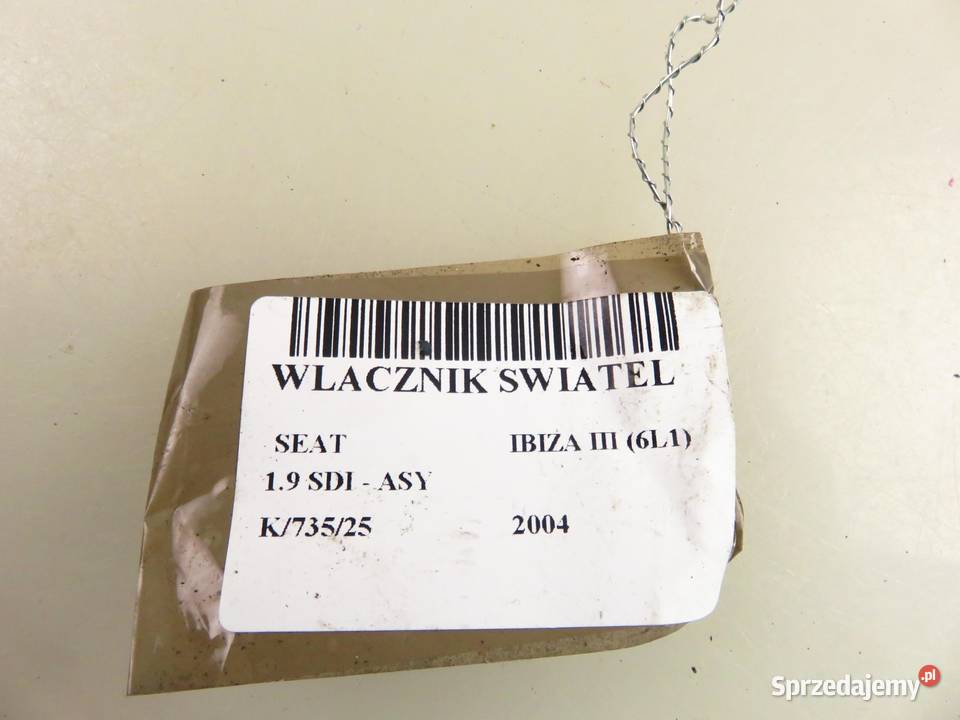 WLACZNIK SWIATEL
SEAT IBIZA III (6L1)
1.9 SDI - ASY
K/735/25 2004
Sprzedajemy.pl